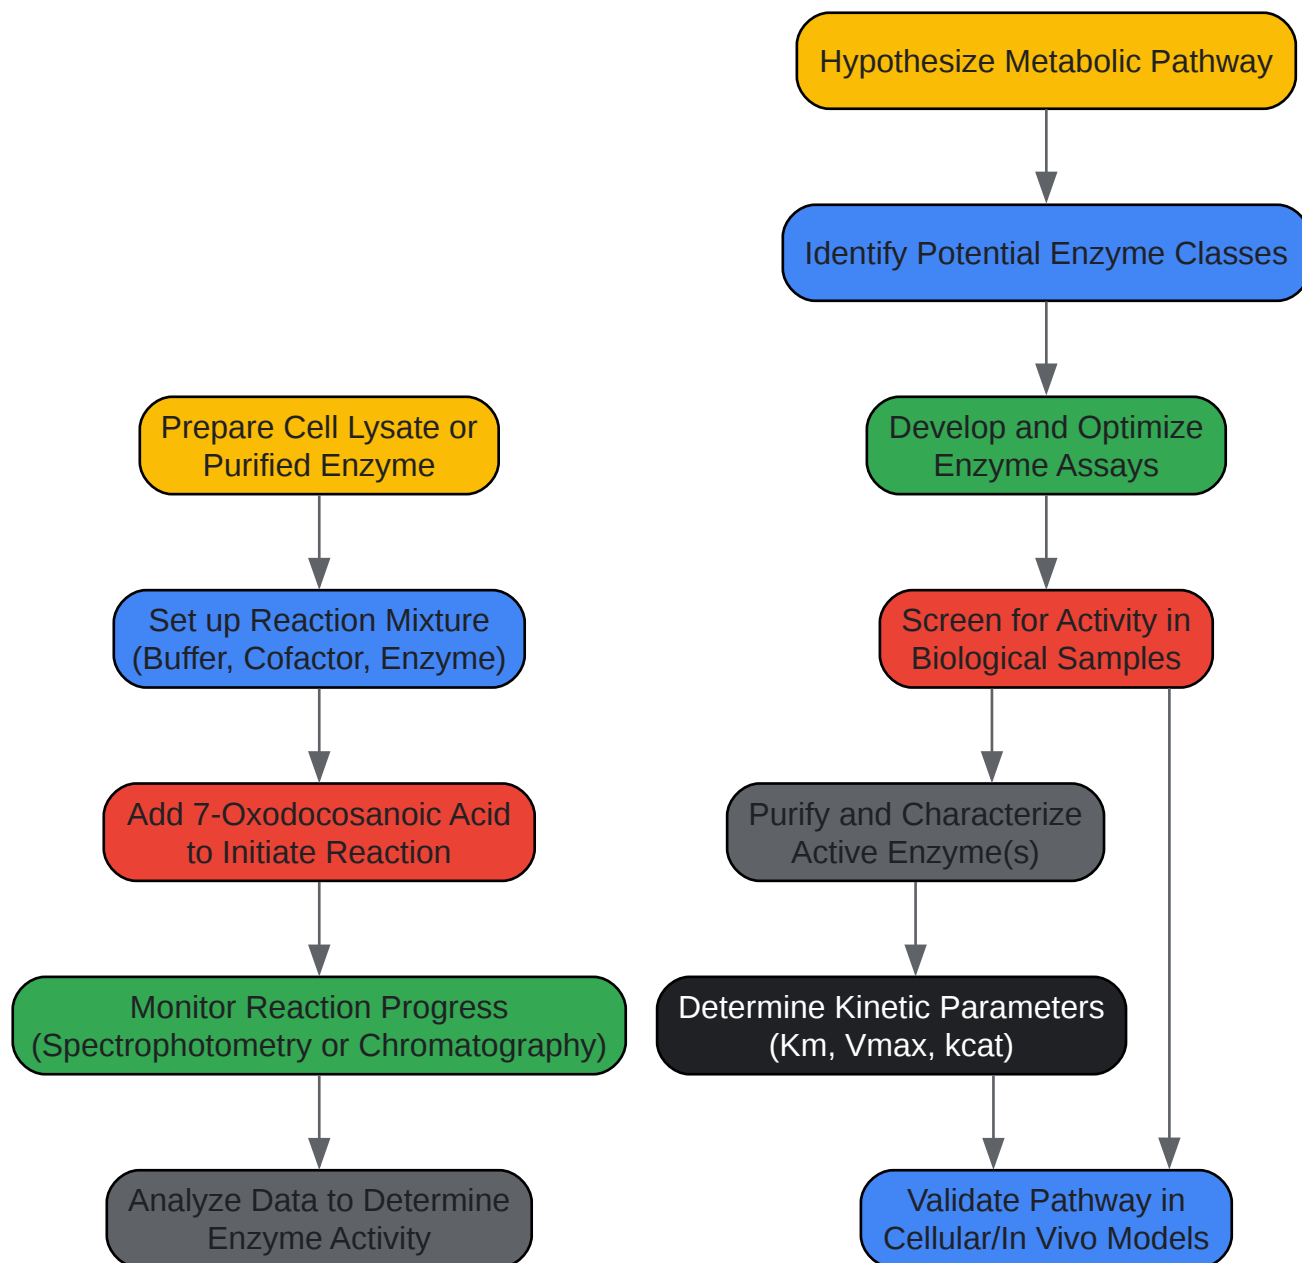 Hypothesize Metabolic Pathway
Identify Potential Enzyme Classes
Develop and Optimize
Enzyme Assays
Screen for Activity in
Biological Samples
Purify and Characterize
Active Enzyme(s)
Determine Kinetic Parameters
(Km, Vmax, kcat)
Validate Pathway in
Cellular/In Vivo Models
Prepare Cell Lysate or
Purified Enzyme
Set up Reaction Mixture
(Buffer, Cofactor, Enzyme)
Add 7-Oxodocosanoic Acid
to Initiate Reaction
Monitor Reaction Progress
(Spectrophotometry or Chromatography)
Analyze Data to Determine
Enzyme Activity